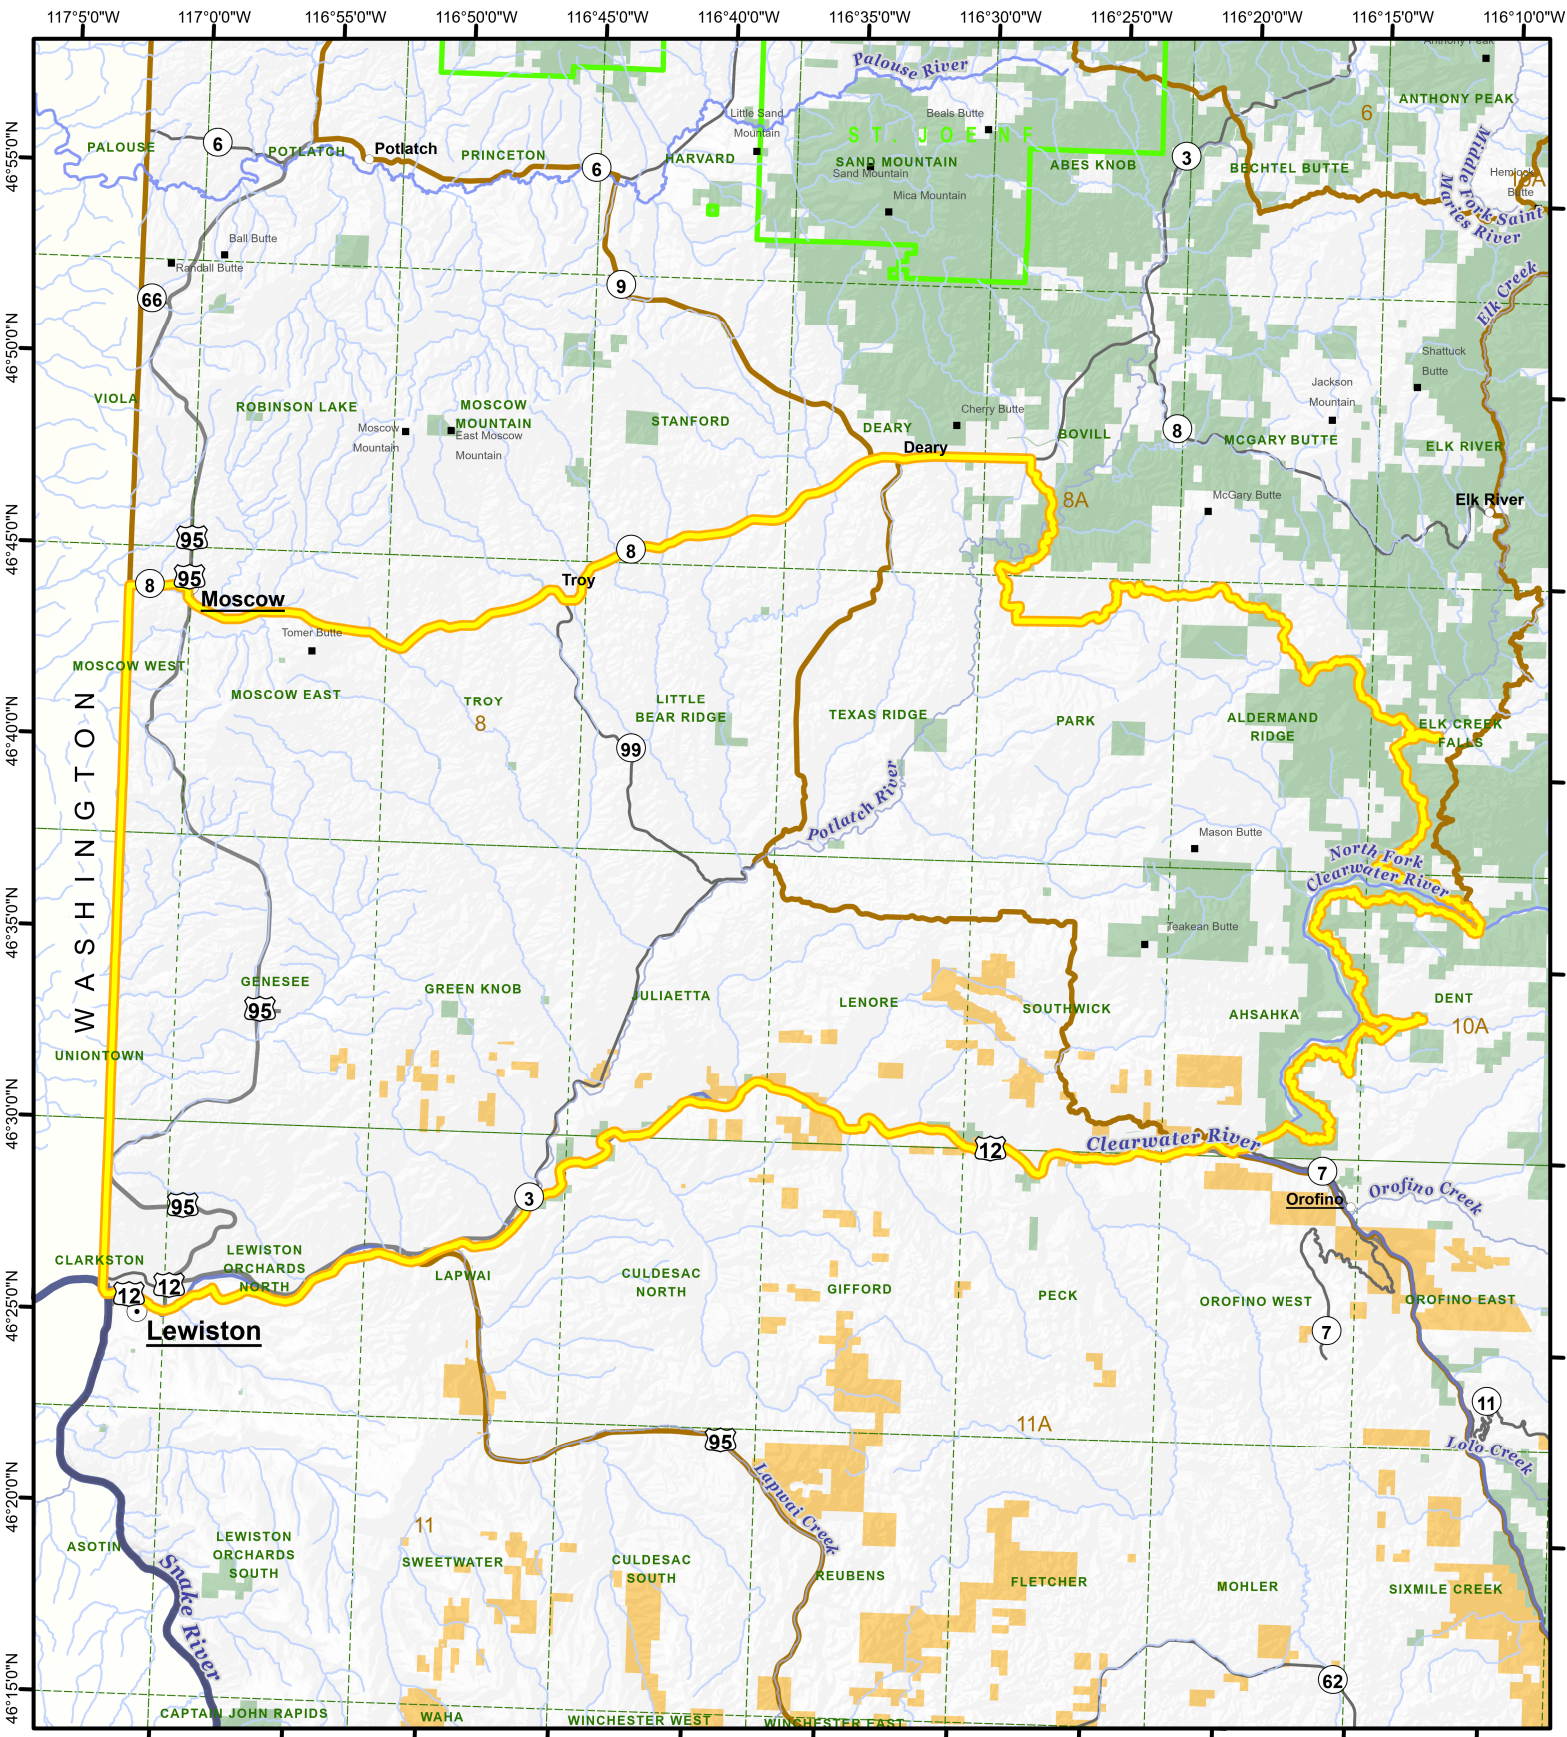 117°5'0"W 117°0'0"W 116°55'0"W 116°50'0"W 116°45'0"W 116°40'0"W 116°35'0"W 116°30'0"W 116°25'0"W 116°20'0"W 116°15'0"W 116°10'0"W
46°55'0"N
46°50'0"N
46°45'0"N
46°40'0"N
46°35'0"N
46°30'0"N
46°25'0"N
46°20'0"N
46°15'0"N
Anthony Peak
Palouse River
ANTHONY PEAK
6
Little Sand
Mountain
Beals Butte
ST. JOE NF
PALOUSE
6
POTLATCH
Potlatch
PRINCETON
6
HARVARD
SAND MOUNTAIN
Sand Mountain
ABES KNOB
3
BECHTEL BUTTE
Middle Fork Saint
Maries River
Hemlock
Butte
10A
Mica Mountain
Ball Butte
Randall Butte
66
9
Elk Creek
Shattuck
Butte
Jackson
Mountain
VIOLA
ROBINSON LAKE
MOSCOW
MOUNTAIN
Moscow
Mountain
East Moscow
Mountain
STANFORD
DEARY
Cherry Butte
Deary
BOVILL
8
MCGARY BUTTE
ELK RIVER
8A
McGary Butte
Elk River
95
8
95
8
Troy
Moscow
Tomer Butte
MOSCOW WEST
MOSCOW EAST
TROY
8
LITTLE
BEAR RIDGE
TEXAS RIDGE
PARK
ALDERMAND
RIDGE
ELK CREEK
FALLS
99
WASHINGTON
Potlatch River
Mason Butte
North Fork
Clearwater River
Teakean Butte
GENESEE
GREEN KNOB
JULIAETTA
LENORE
SOUTHWICK
AHSAHKA
DENT
10A
95
UNIONTOWN
12
Clearwater River
7
Orofino
Orofino Creek
3
95
CLARKSTON
LEWISTON
ORCHARDS
NORTH
12
12
Lewiston
LAPWAI
CULDESAC
NORTH
GIFFORD
PECK
OROFINO WEST
OROFINO EAST
7
11
11A
95
Lapwai Creek
Lolo Creek
11
ASOTIN
Snake River
LEWISTON
ORCHARDS
SOUTH
SWEETWATER
CULDESAC
SOUTH
REUBENS
FLETCHER
MOHLER
SIXMILE CREEK
62
CAPTAIN JOHN RAPIDS
WAHA
WINCHESTER WEST
WINCHESTER EAST